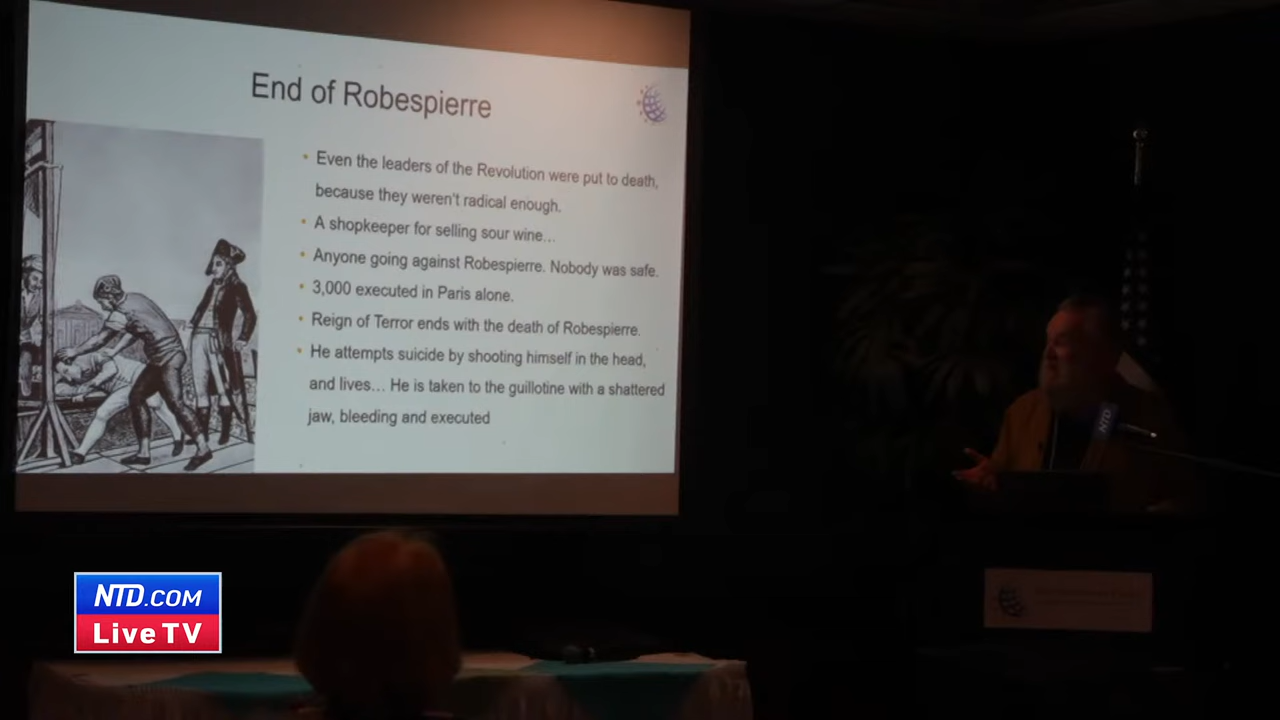 End of Robespierre
• Even the leaders of the Revolution were put to death,
because they weren't radical enough.
• A shopkeeper for selling sour wine…
• Anyone going against Robespierre. Nobody was safe.
• 3,000 executed in Paris alone.
• Reign of Terror ends with the death of Robespierre.
• He attempts suicide by shooting himself in the head,
and lives… He is taken to the guillotine with a shattered
jaw, bleeding and executed
NTD
NTD.COM
Live TV